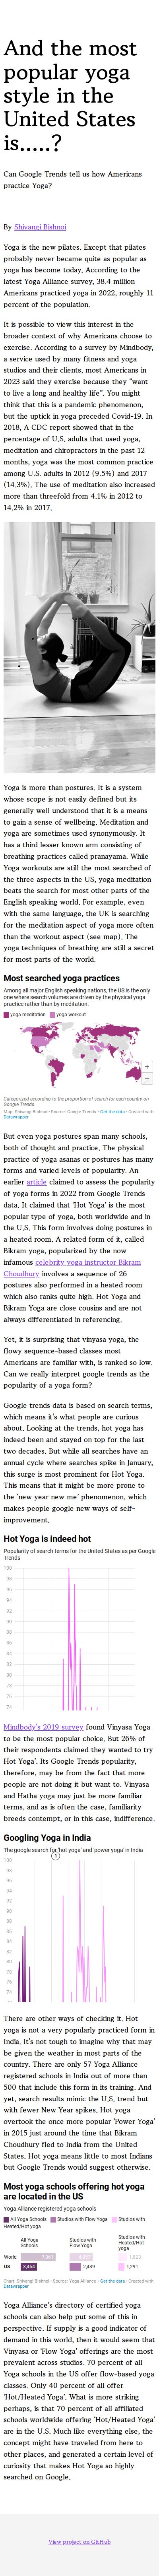 And the most
popular yoga
style in the
United States
is.....?
Can Google Trends tell us how Americans
practice Yoga?
By Shivangi Bishnoi
Yoga is the new pilates. Except that pilates
probably never became quite as popular as
yoga has become today. According to the
latest Yoga Alliance survey, 38.4 million
Americans practiced yoga in 2022, roughly 11
percent of the population.
It is possible to view this interest in the
broader context of why Americans choose to
exercise. According to a survey by Mindbody,
a service used by many fitness and yoga
studios and their clients, most Americans in
2023 said they exercise because they “want
to live a long and healthy life”. You might
think this is a pandemic phenomenon,
but the uptick in yoga preceded Covid-19. In
2018, A CDC report showed that in the
percentage of U.S. adults that used yoga,
meditation and chiropractors in the past 12
months, yoga was the most common practice
among U.S. adults in 2012 (9.5%) and 2017
(14.3%). The use of meditation also increased
more than threefold from 4.1% in 2012 to
14.2% in 2017.
Yoga is more than postures. It is a system
whose scope is not easily defined but its
generally well understood that it is a means
to gain a sense of wellbeing. Meditation and
yoga are sometimes used synonymously. It
has a third lesser known arm consisting of
breathing practices called pranayama. While
Yoga workouts are still the most searched of
the three aspects in the US, yoga meditation
beats the search for postures in the English
speaking for most other world. For example, even
with the same language, the UK is searching
for the meditation aspect of yoga more often
than the workout aspect (see map). The
yoga techniques of breathing are still a secret
for most parts of the world.
Most searched yoga practices
Among all major English speaking nations, the US is the only
one where search volumes are driven by the physical yoga
practice rather than by meditation.
yoga meditation yoga workout
Categorized according to the proportion of search for each country on
Google Trends.
Map: Shivangi Bishnoi • Source: Google Trends • Get the data • Created with
Datawrapper
But even yoga postures span many schools,
both of thought and practice. The physical
practice of yoga asanas or postures has many
forms and varied levels of popularity. An
earlier article claimed to assess the popularity
of yoga forms in 2022 from Google Trends
data. It claimed that ‘Hot Yoga’ is the most
popular type of yoga, both worldwide and in
the U.S. This form involves doing postures in
a heated room. A related form of it, called
Bikram yoga, popularized by the now
infamous celebrity yoga instructor Bikram
Choudhury involves a sequence of 26
postures also performed in a heated room
which also ranks quite high. Hot Yoga and
Bikram Yoga are close cousins and are not
always differentiated in referencing.
Yet, it is surprising that vinyasa yoga, the
flowy sequence-based classes most
Americans are familiar with, is ranked so low.
Can we really interpret google trends as the
popularity of a yoga form?
Google trends data is based on search terms,
which means it’s what people are curious
about. Looking at the trends, hot yoga has
indeed been and stayed on top for the last
two decades. But while all searches have an
annual cycle where searches spike in January,
this surge is most prominent for Hot Yoga.
This means that it might be more prone to
the ‘new year new me’ phenomenon, which
makes people google new ways of self-
improvement.
Hot Yoga is indeed hot
Popularity of search terms for the United States as per Google
Trends
100
98
96
94
92
90
88
86
84
82
80
78
76
74
Mindbody’s 2019 survey found Vinyasa Yoga
to be the most popular choice. But 26% of
their respondents claimed they wanted to try
Hot Yoga'. Its Google Trends popularity,
therefore, may be from the fact that more
people are not doing it but want to. Vinyasa
and Hatha yoga may just be more familiar
terms, and as is often the case, familiarity
breeds contempt, or in this case, indifference.
Googling Yoga in India
The google search for 'hot yoga' and 'power yoga' in India
1
100
98
96
94
92
90
88
86
84
82
80
78
76
74
There are other ways of checking it. Hot
yoga is not a very popularly practiced form in
India. It’s not to imagine why that may
be given the weather in most parts of the
country. There are only 57 Yoga Alliance
registered schools in India out of more than
500 that include this form in its training. And
yet, search results mimic the U.S. trend but
with fewer New Year spikes. Hot yoga
overtook the once more popular ‘Power Yoga’
in 2015 just around the time that Bikram
Choudhury fled to India from the United
States. Hot yoga means little to most Indians
but Google Trends would suggest otherwise.
Most yoga schools offering hot yoga
are located in the US
Yoga Alliance registered yoga schools
All Yoga Schools Studios with Flow Yoga Studios with
Heated/Hot yoga
All Yoga Schools Studios with Flow Yoga Studios with Heated/Hot yoga
World
US 3,464 2,439 1,291
Chart: Shivangi Bishnoi • Source: Yoga Alliance • Get the data • Created with
Datawrapper
Yoga Alliance’s directory of certified yoga
schools can also help put some of this in
perspective. If supply is a good indicator of
demand in this world, then it would seem that
Vinyasa or ‘Flow Yoga’ offerings are the most
prevalent across studios. 70 percent of all
Yoga schools in the US offer flow-based yoga
classes. Only 40 percent of all offer
‘Hot/Heated Yoga’. What is more striking
perhaps, is that 70 percent of all affiliated
schools worldwide offering ‘Hot/Heated Yoga’
are in the U.S. Much like everything else, the
concept might have traveled from here to
other places, and generated a certain level of
curiosity that makes Hot Yoga so highly
searched on Google.
View project on GitHub